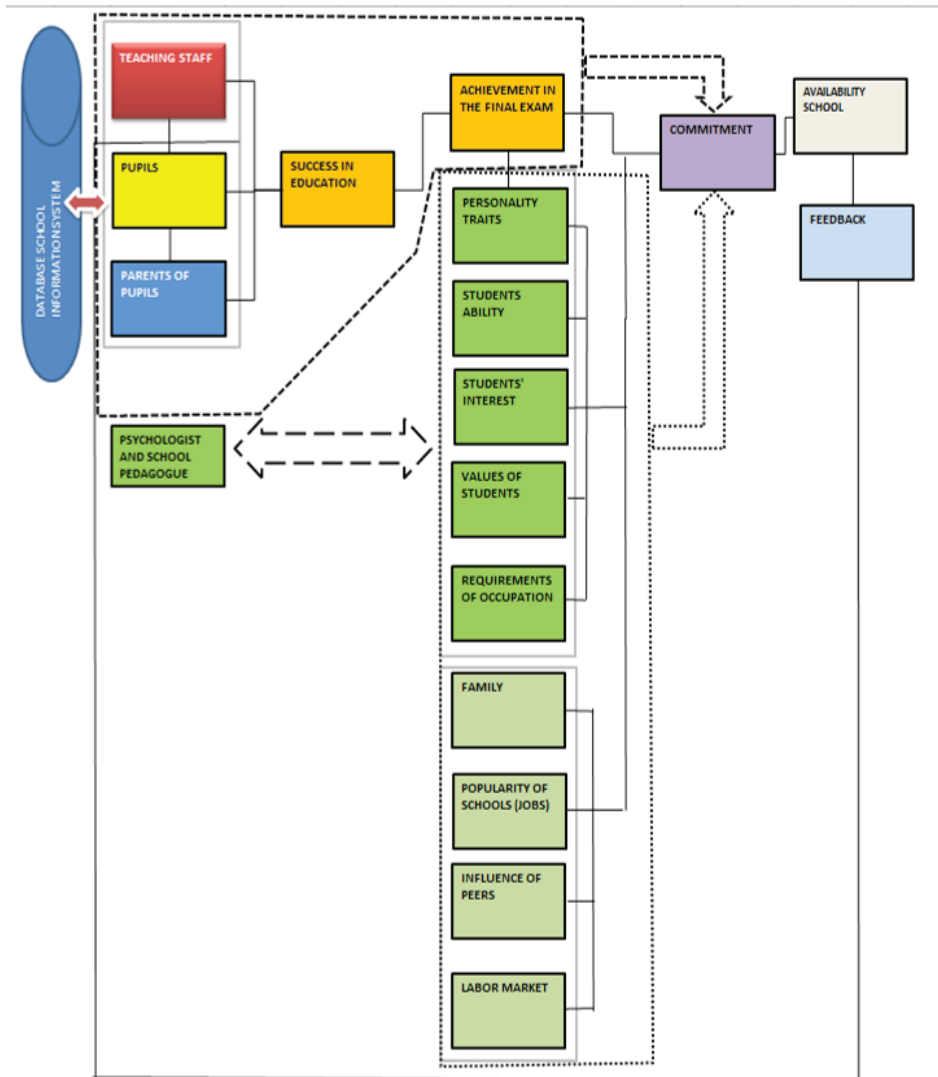 DATABASE SCHOOL
INFORMATIONSYSTEM
TEACHING STAFF
PUPILS
PARENTS OF
PUPILS
SUCCESS IN
EDUCATION
ACHIEVEMENT IN
THE FINAL EXAM
COMMITMENT
AVAILABILITY
SCHOOL
FEEDBACK
PERSONALITY
TRAITS
STUDENTS
ABILITY
STUDENTS'
INTEREST
VALUES OF
STUDENTS
REQUIREMENTS
OF OCCUPATION
PSYCHOLOGIST
AND SCHOOL
PEDAGOGUE
FAMILY
POPULARITY OF
SCHOOLS (JOBS)
INFLUENCE OF
PEERS
LABOR MARKET